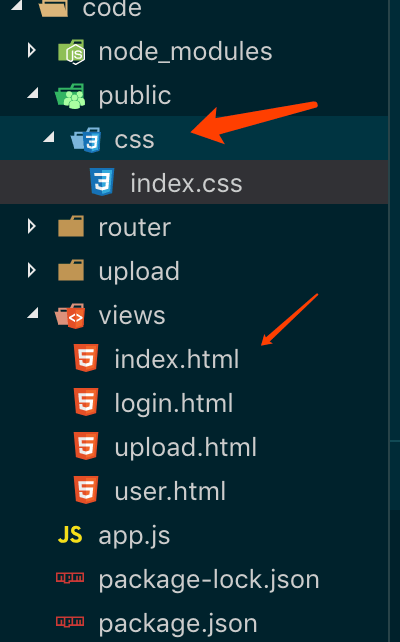 code
node_modules
public
css
index.css
router
upload
views
index.html
login.html
upload.html
user.html
JS app.js
package-lock.json
package.json